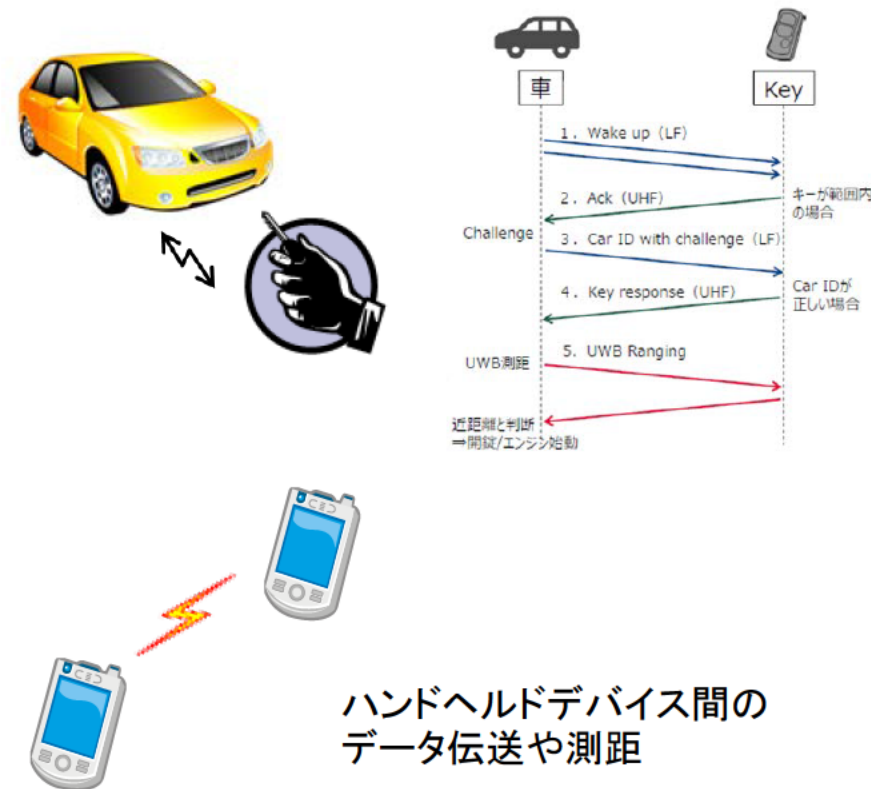 車
Key
1. Wake up (LF)
2. Ack (UHF)
キーが範囲内
の場合
Challenge
3. Car ID with challenge (LF)
4. Key response (UHF)
Car IDが
正しい場合
UWB測距
5. UWB Ranging
近距離と判断
⇒開錠/エンジン始動
ハンドヘルドデバイス間の
データ伝送や測距